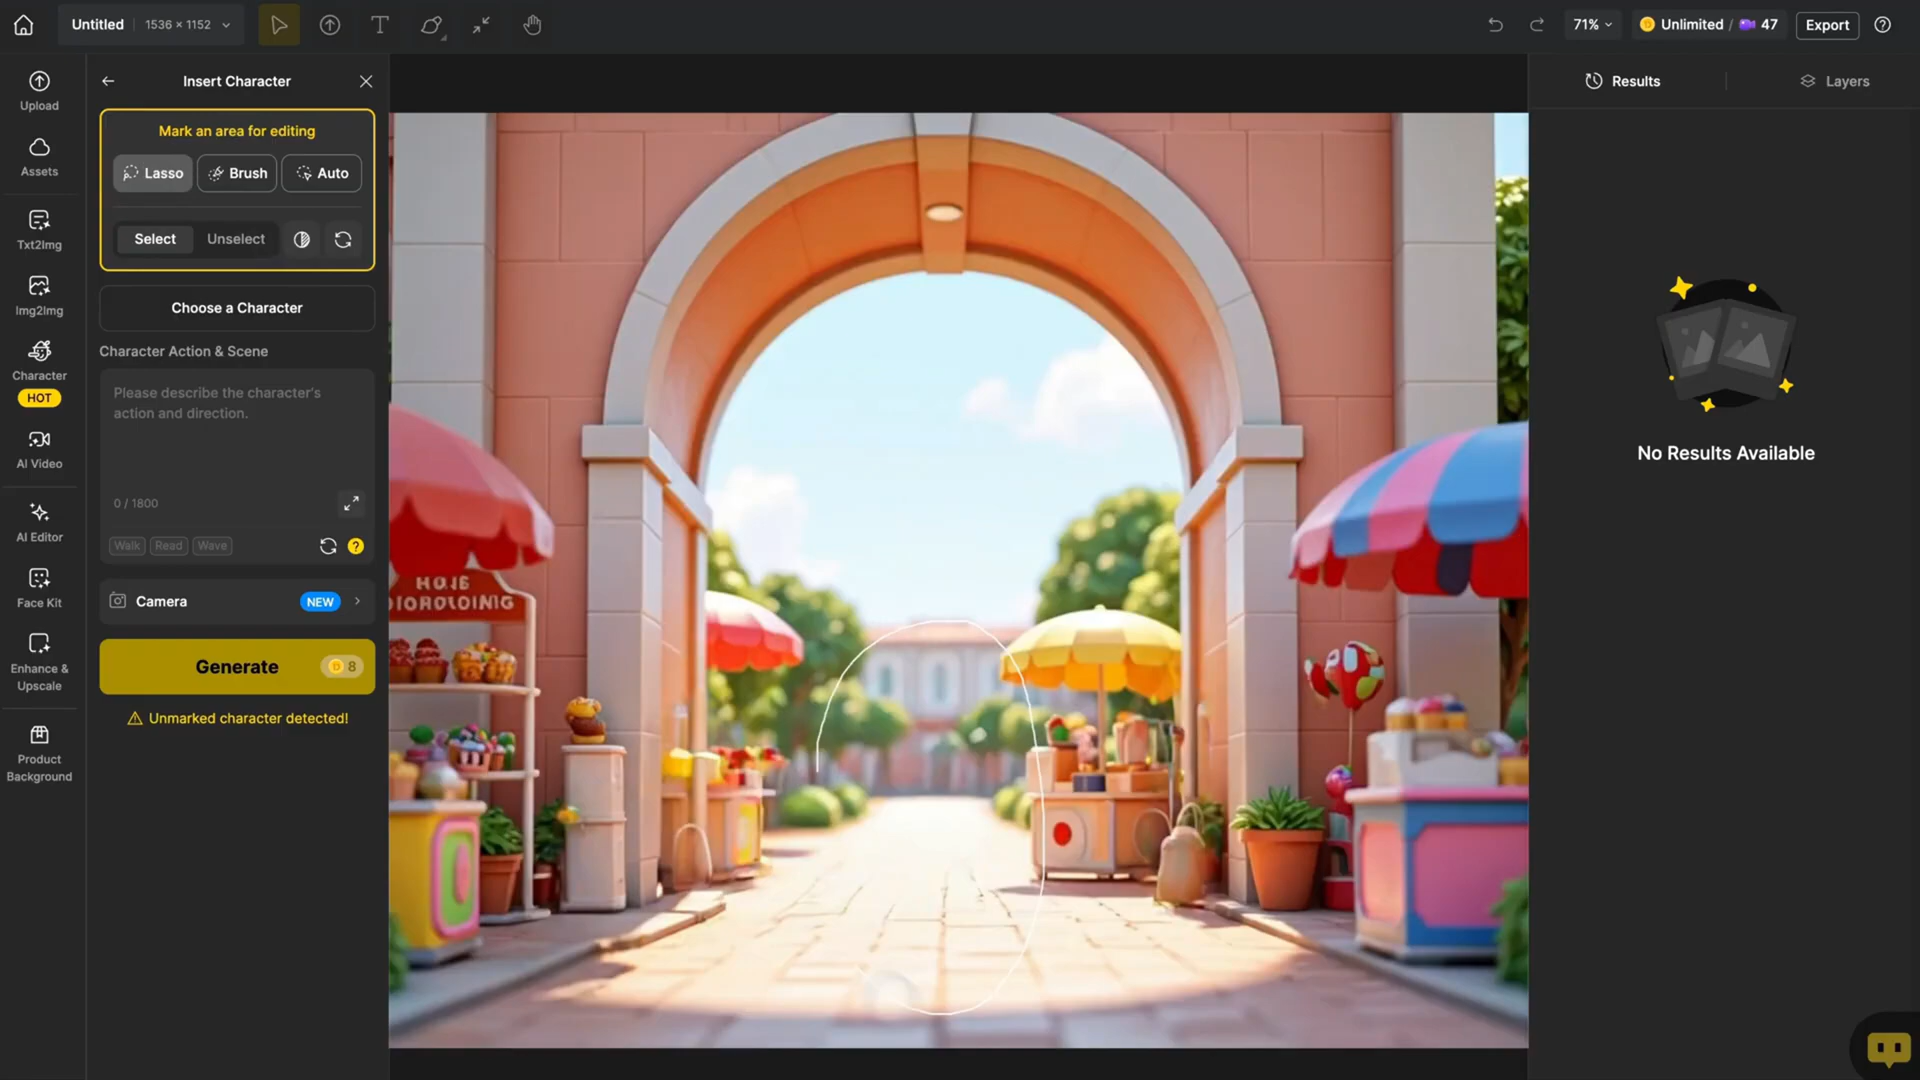 Untitled 1536 × 1152
71%
Unlimited / 47
Export
Upload
Assets
Txt2Img
Img2Img
Character
HOT
AI Video
AI Editor
Face Kit
Enhance &
Upscale
Product
Background
Insert Character
Mark an area for editing
Lasso Brush Auto
Select Unselect
Choose a Character
Character Action & Scene
Please describe the character's
action and direction.
0 / 1800
Walk Read Wave
?
Camera NEW
Generate 8
Unmarked character detected!
Results Layers
No Results Available